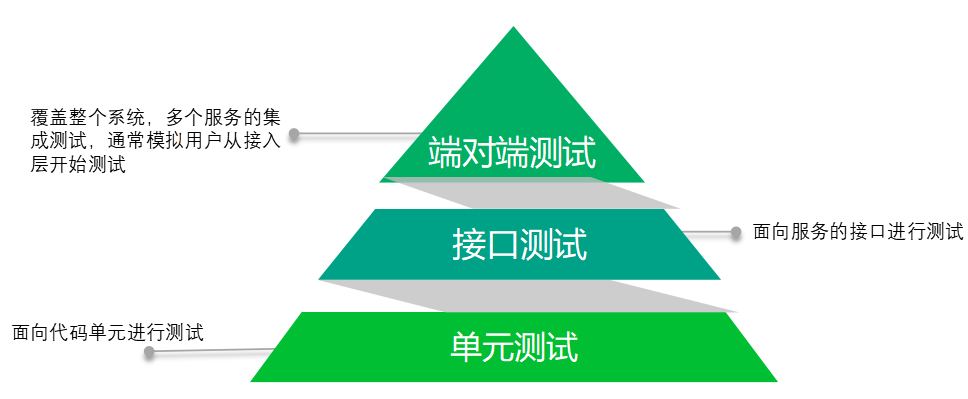 覆盖整个系统，多个服务的集
成测试，通常模拟用户从接入
层开始测试
端对端测试
接口测试
面向服务的接口进行测试
面向代码单元进行测试
单元测试